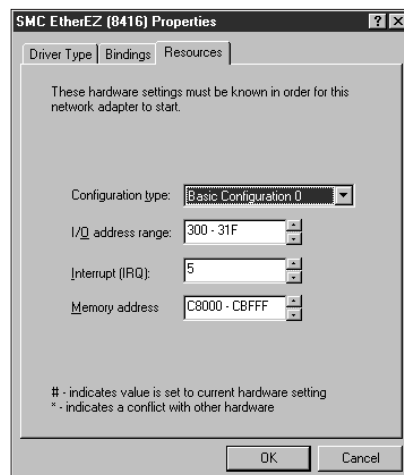 SMC EtherEZ (8416) Properties
Driver Type Bindings Resources
These hardware settings must be known in order for this
network adapter to start.
Configuration type: Basic Configuration 0
I/O address range: 300 - 31F
Interrupt (IRQ): 5
Memory address C8000 - CBFFF
# - indicates value is set to current hardware setting
* - indicates a conflict with other hardware
OK Cancel